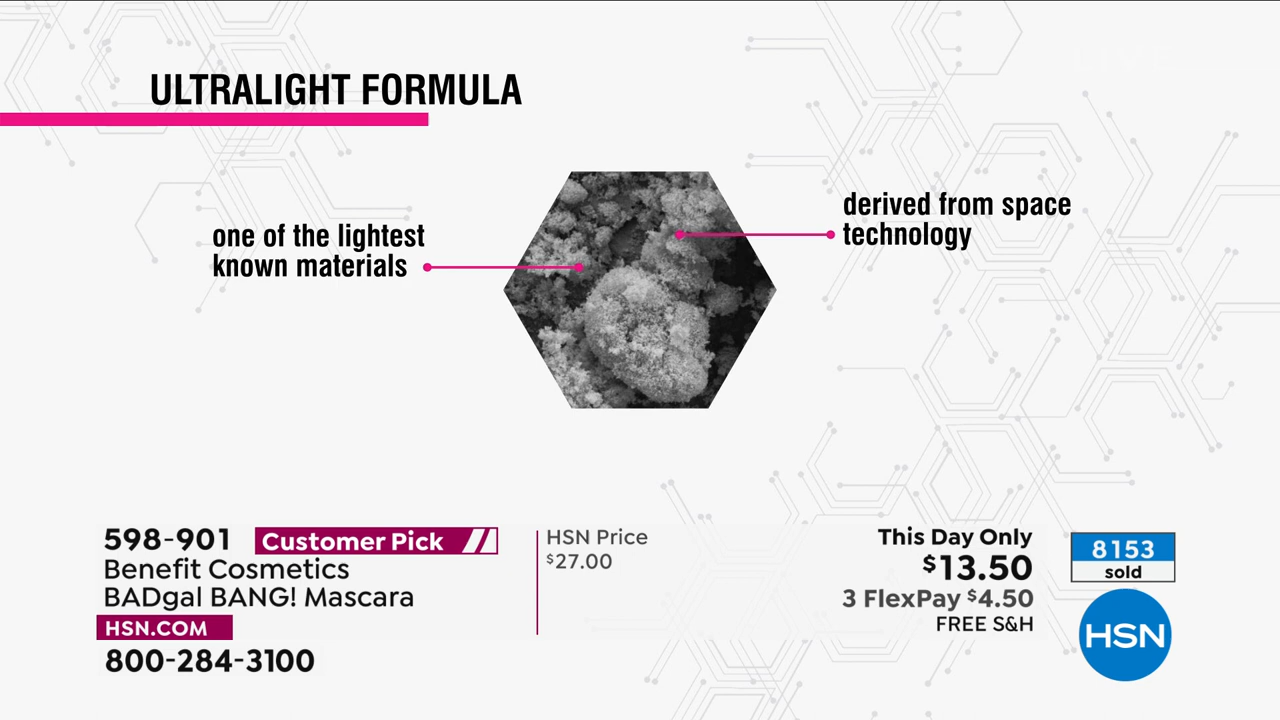 ULTRALIGHT FORMULA
one of the lightest
known materials
derived from space
technology
598-901 Customer Pick
Benefit Cosmetics
BADgal BANG! Mascara
HSN.COM
800-284-3100
HSN Price
$27.00
This Day Only
$13.50
3 FlexPay $4.50
FREE S&H
8153
sold
HSN